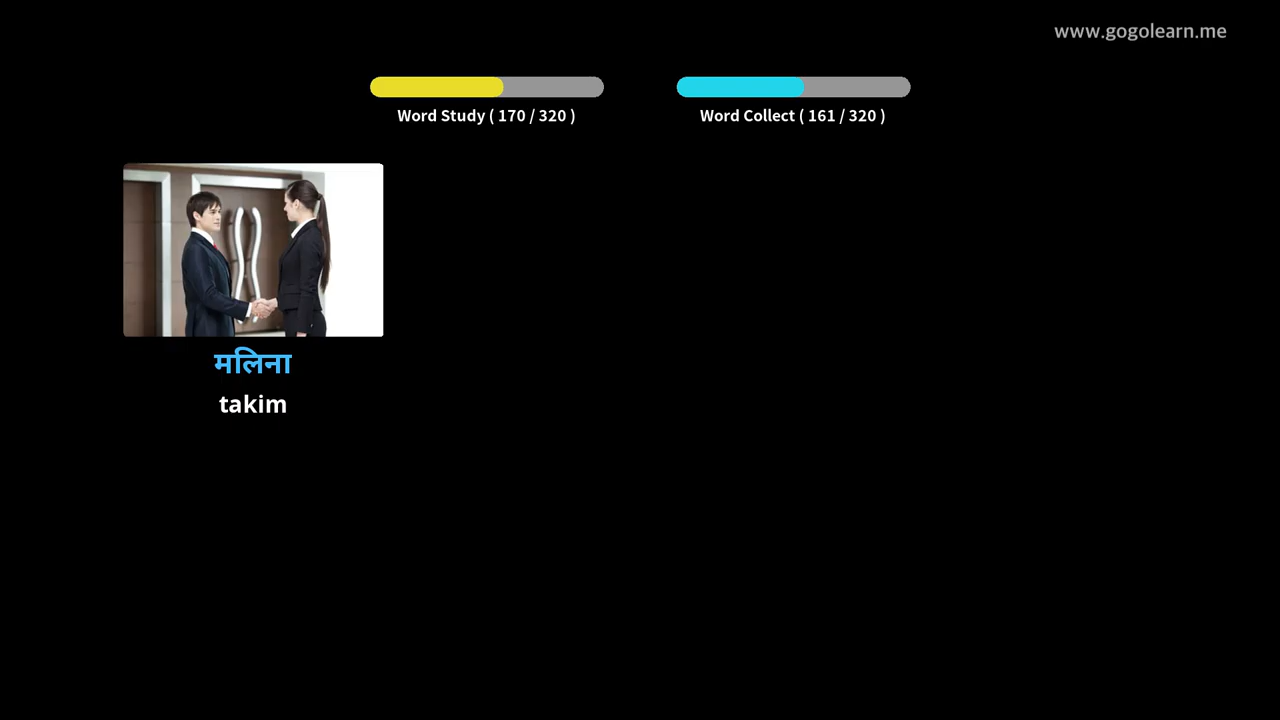 www.gogolearn.me
Word Study ( 170 / 320 )
Word Collect ( 161 / 320 )
मलिना
takim